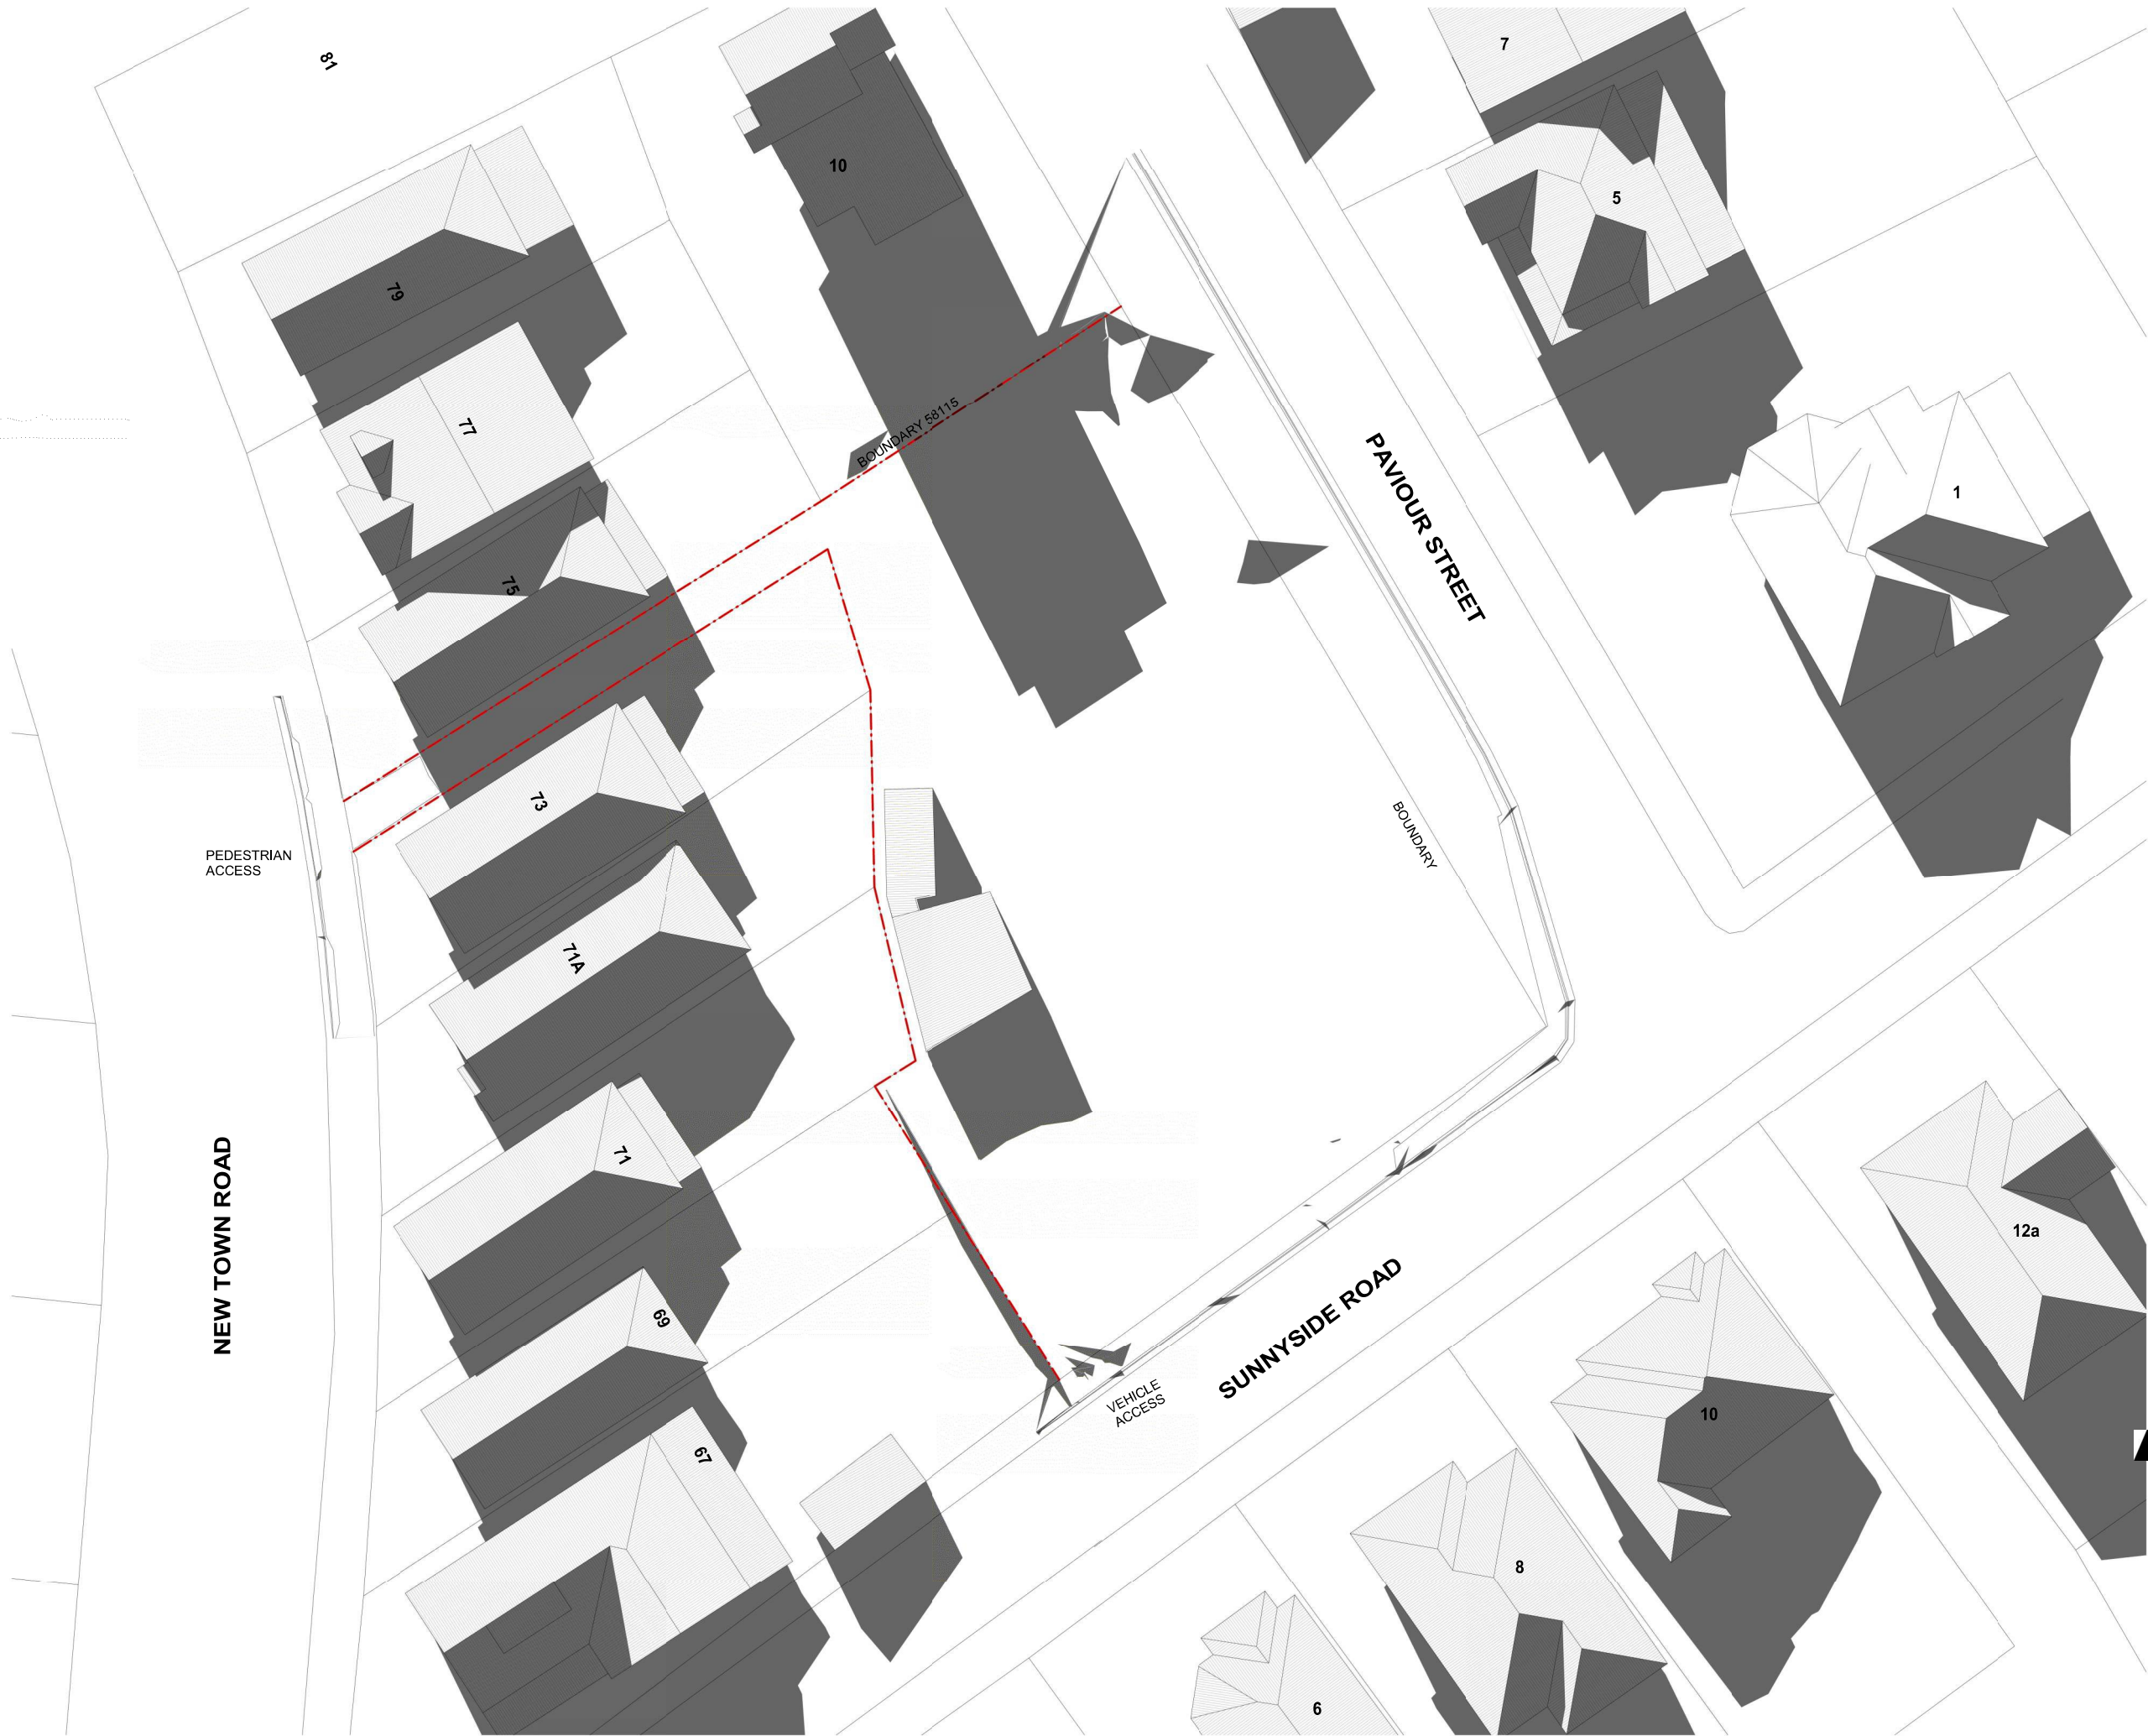 81
7
10
5
79
77
BOUNDARY 58115
PAVIOUR STREET
1
75
73
BOUNDARY
PEDESTRIAN
ACCESS
71A
71
NEW TOWN ROAD
12a
69
SUNNYSIDE ROAD
VEHICLE
ACCESS
10
67
8
6